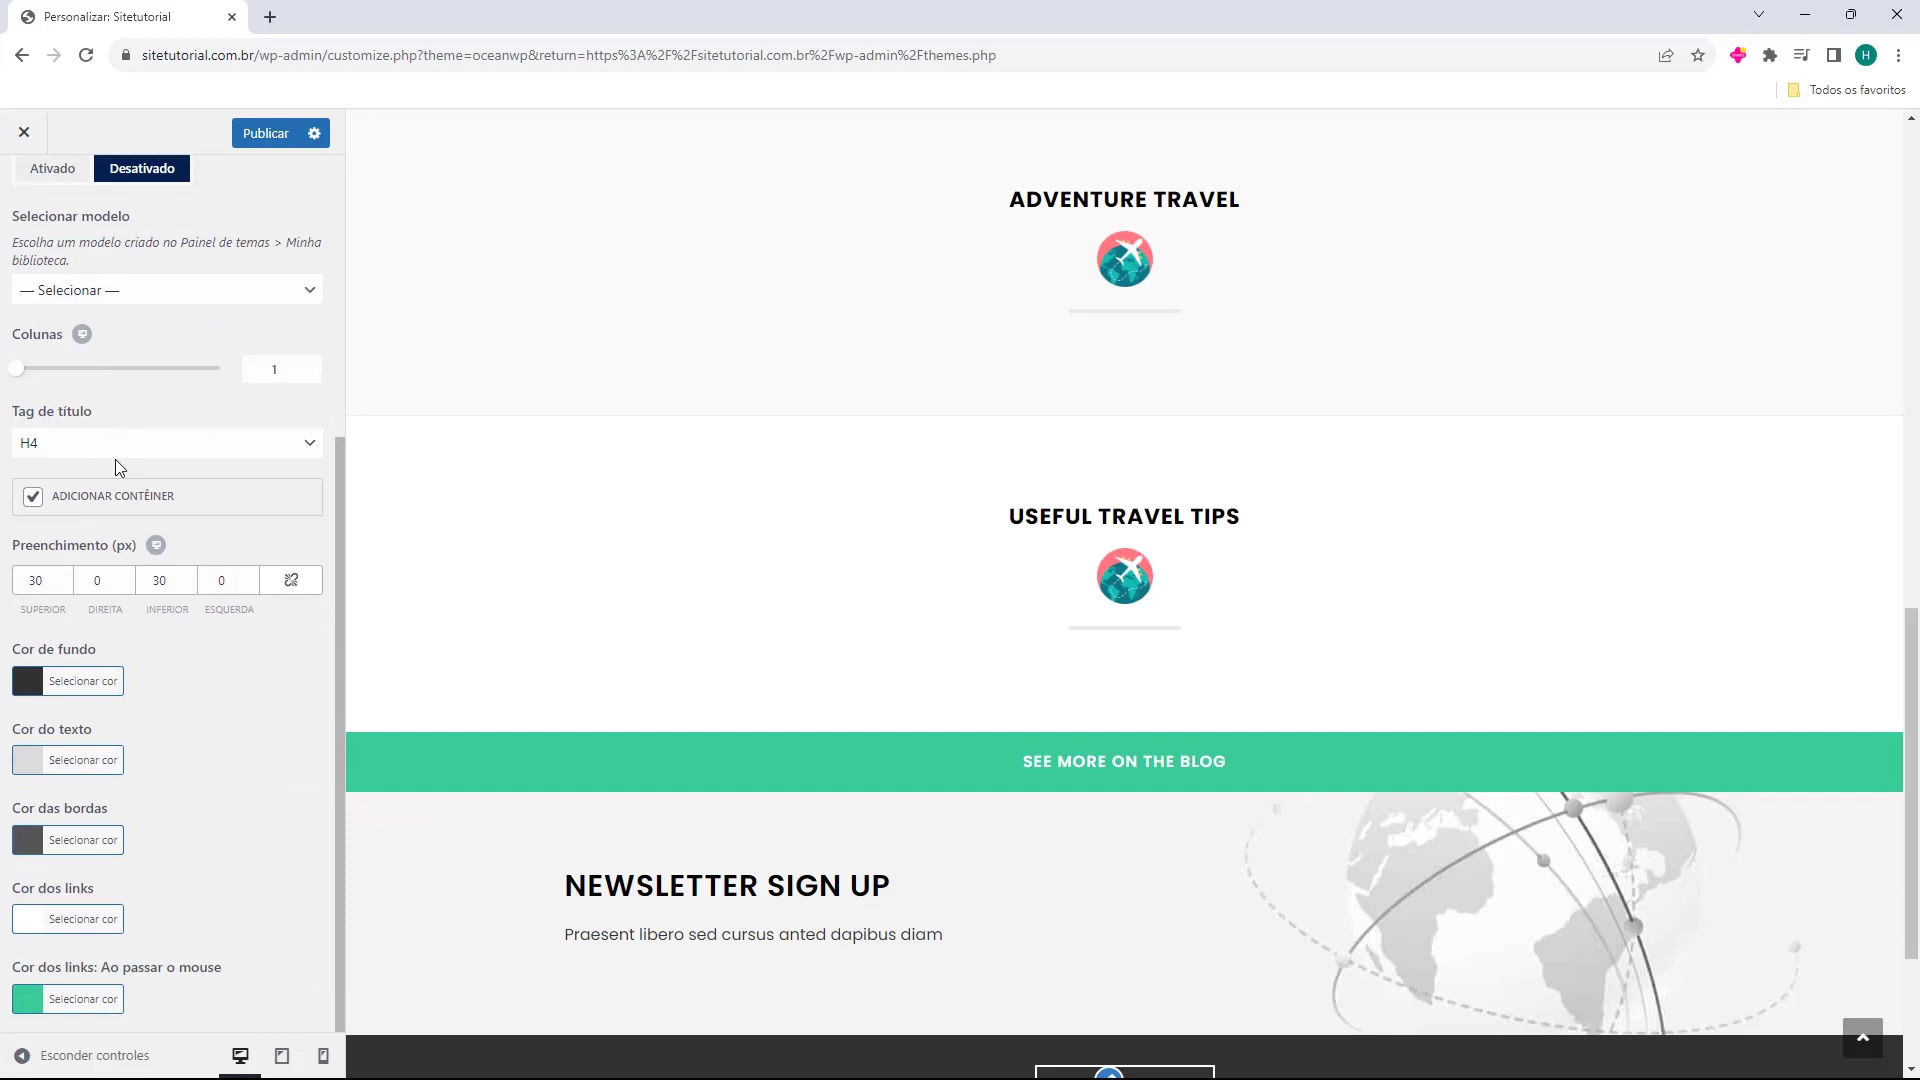 Personalizar: Sitetutorial
sitetutorial.com.br/wp-admin/customize.php?theme=oceanwp&return=https%3A%2F%2Fsitetutorial.com.br%2Fwp-admin%2Fthemes.php
H
Todos os favoritos
Publicar
Ativado
Desativado
Selecionar modelo
Escolha um modelo criado no Painel de temas > Minha
biblioteca.
— Selecionar —
Colunas
1
Tag de título
H4
ADICIONAR CONTÊINER
Preenchimento (px)
30 0 30 0
SUPERIOR DIREITA INFERIOR ESQUERDA
Cor de fundo
Selecionar cor
Cor do texto
Selecionar cor
Cor das bordas
Selecionar cor
Cor dos links
Selecionar cor
Cor dos links: Ao passar o mouse
Selecionar cor
Esconder controles
ADVENTURE TRAVEL
USEFUL TRAVEL TIPS
SEE MORE ON THE BLOG
NEWSLETTER SIGN UP
Praesent libero sed cursus anted dapibus diam